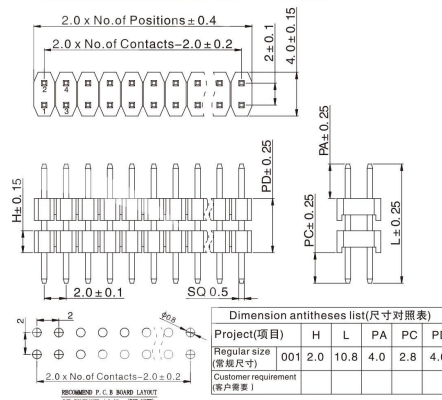 2.0 x No.of Positions ± 0.4
2.0 x No.of Contacts-2.0 ± 0.2
2 ± 0.1
4.0 ± 0.15
2
4
1
3
H± 0.15
PD± 0.25
PA± 0.25
PC± 0.25
L± 0.25
2.0 ± 0.1
SQ 0.5
2
2
φ0.8
2.0 x No.of Contacts-2.0 ± 0.2
RECOMMEND P.C.B BOARD LAYOUT
Dimension antitheses list(尺寸对照表)
Project(项目) H L PA PC
Regular size 001 2.0 10.8 4.0 2.8
(常规尺寸)
Customer requirement
(客户需要)